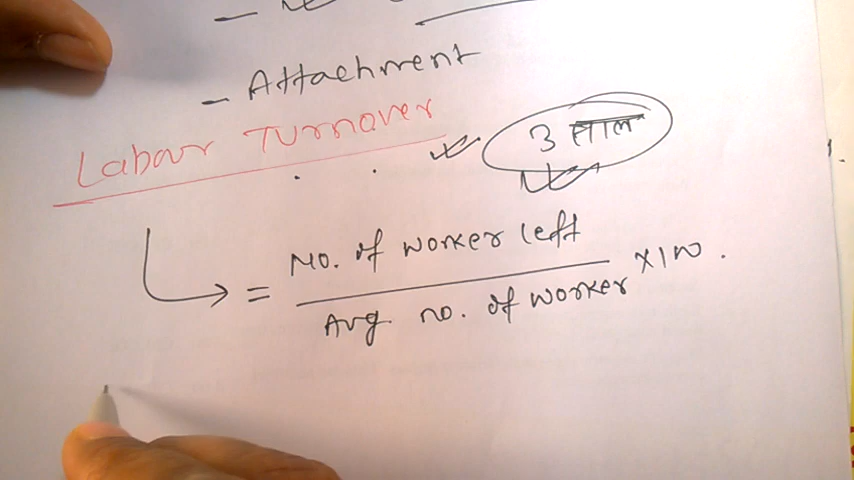 - Attachment
Labour Turnover
3 साल
= No. of worker left
Avg. no. of worker
×100.